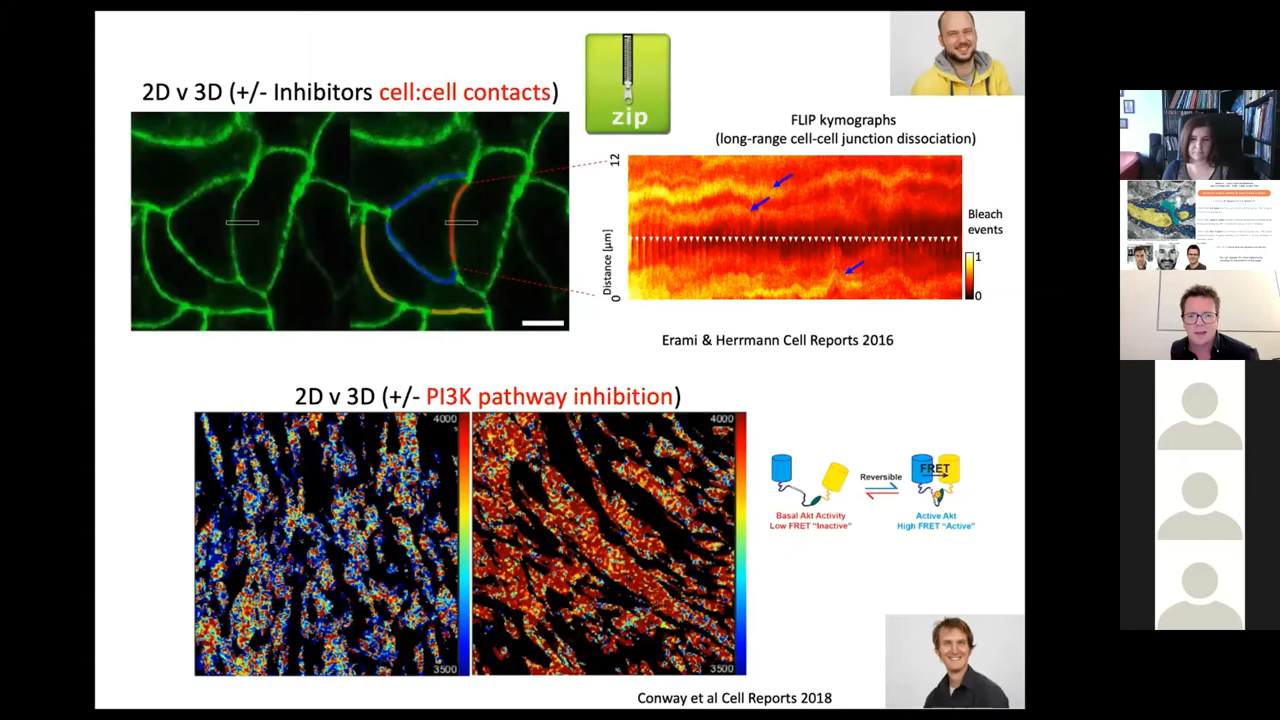 2D v 3D (+/- Inhibitors cell:cell contacts)
zip
FLIP kymographs
(long-range cell-cell junction dissociation)
12
Distance [µm]
0
Bleach
events
1
0
Erami & Herrmann Cell Reports 2016
2D v 3D (+/- PI3K pathway inhibition)
4000
3500
4000
3500
FRET
Reversible
Basal Akt Activity
Low FRET “Inactive”
Active Akt
High FRET “Active”
Conway et al Cell Reports 2018